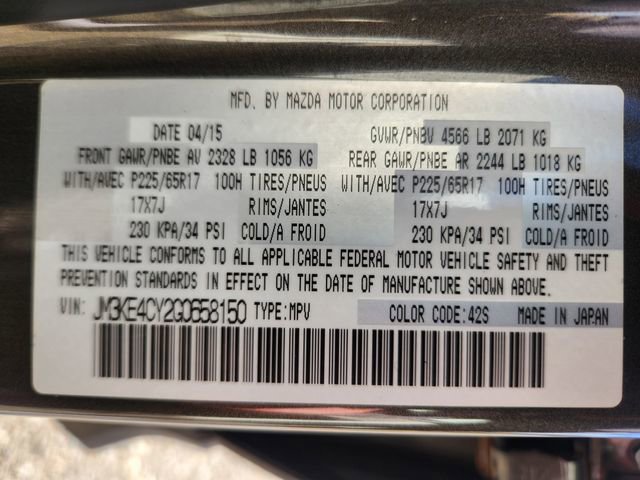 MFD. BY MAZDA MOTOR CORPORATION
DATE 04/15 GVWR/PNBV 4566 LB 2071 KG
FRONT GAWR/PNBE AV 2328 LB 1056 KG REAR GAWR/PNBE AR 2244 LB 1018 KG
WITH/AVEC P225/65R17 100H TIRES/PNEUS WITH/AVEC P225/65R17 100H TIRES/PNEUS
17X7J RIMS/JANTES 17X7J RIMS/JANTES
230 KPA/34 PSI COLD/A FROID 230 KPA/34 PSI COLD/A FROID
THIS VEHICLE CONFORMS TO ALL APPLICABLE FEDERAL MOTOR VEHICLE SAFETY AND THEFT
PREVENTION STANDARDS IN EFFECT ON THE DATE OF MANUFACTURE SHOWN ABOVE.
VIN: JM3KE4CY2G0658150 TYPE:MPV COLOR CODE:42S MADE IN JAPAN